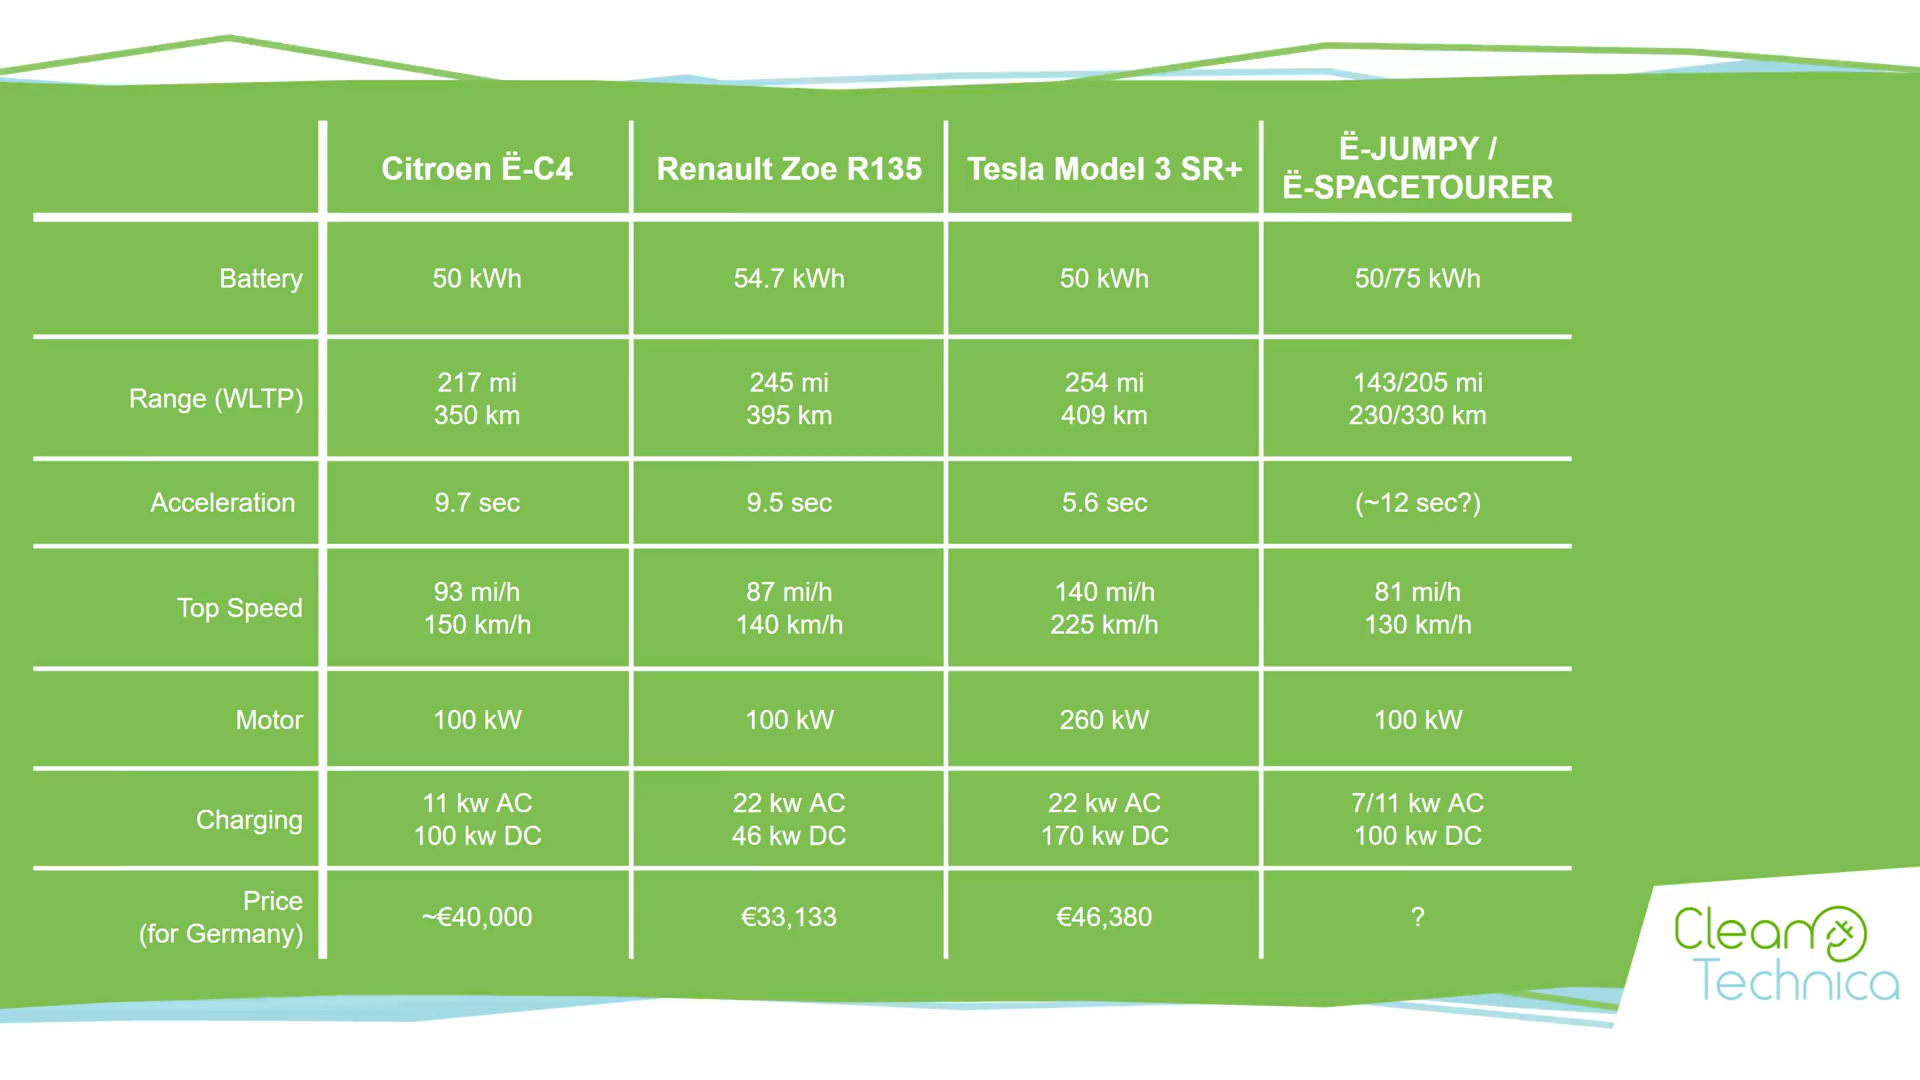 Citroen Ë-C4 Renault Zoe R135 Tesla Model 3 SR+ Ë-JUMPY /
Ë-SPACETOURER
Battery 50 kWh 54.7 kWh 50 kWh 50/75 kWh
Range (WLTP) 217 mi 245 mi 254 mi 143/205 mi
350 km 395 km 409 km 230/330 km
Acceleration 9.7 sec 9.5 sec 5.6 sec (~12 sec?)
Top Speed 93 mi/h 87 mi/h 140 mi/h 81 mi/h
150 km/h 140 km/h 225 km/h 130 km/h
Motor 100 kW 100 kW 260 kW 100 kW
Charging 11 kw AC 22 kw AC 22 kw AC 7/11 kw AC
100 kw DC 46 kw DC 170 kw DC 100 kw DC
Price
(for Germany) ~€40,000 €33,133 €46,380 ?
Clean
Technica